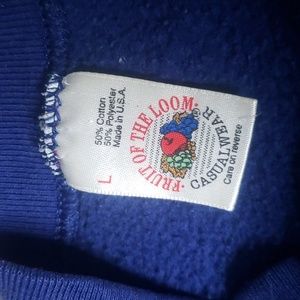 50% Cotton
50% Polyester
Made in U.S.A.
L
FRUIT OF THE LOOM
CASUALWEAR
Care on reverse